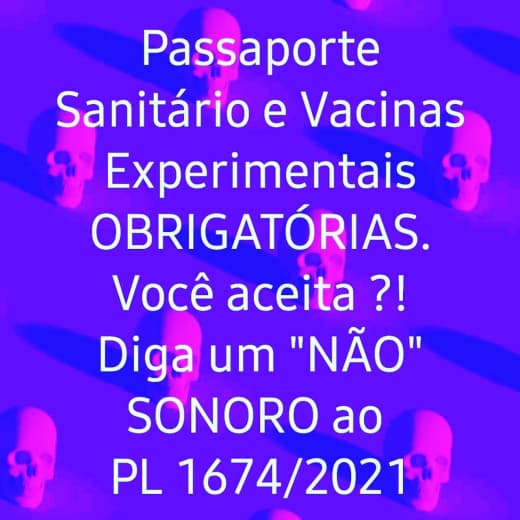 Passaporte
Sanitário e Vacinas
Experimentais
OBRIGATÓRIAS.
Você aceita ?!
Diga um "NÃO"
SONORO ao
PL 1674/2021